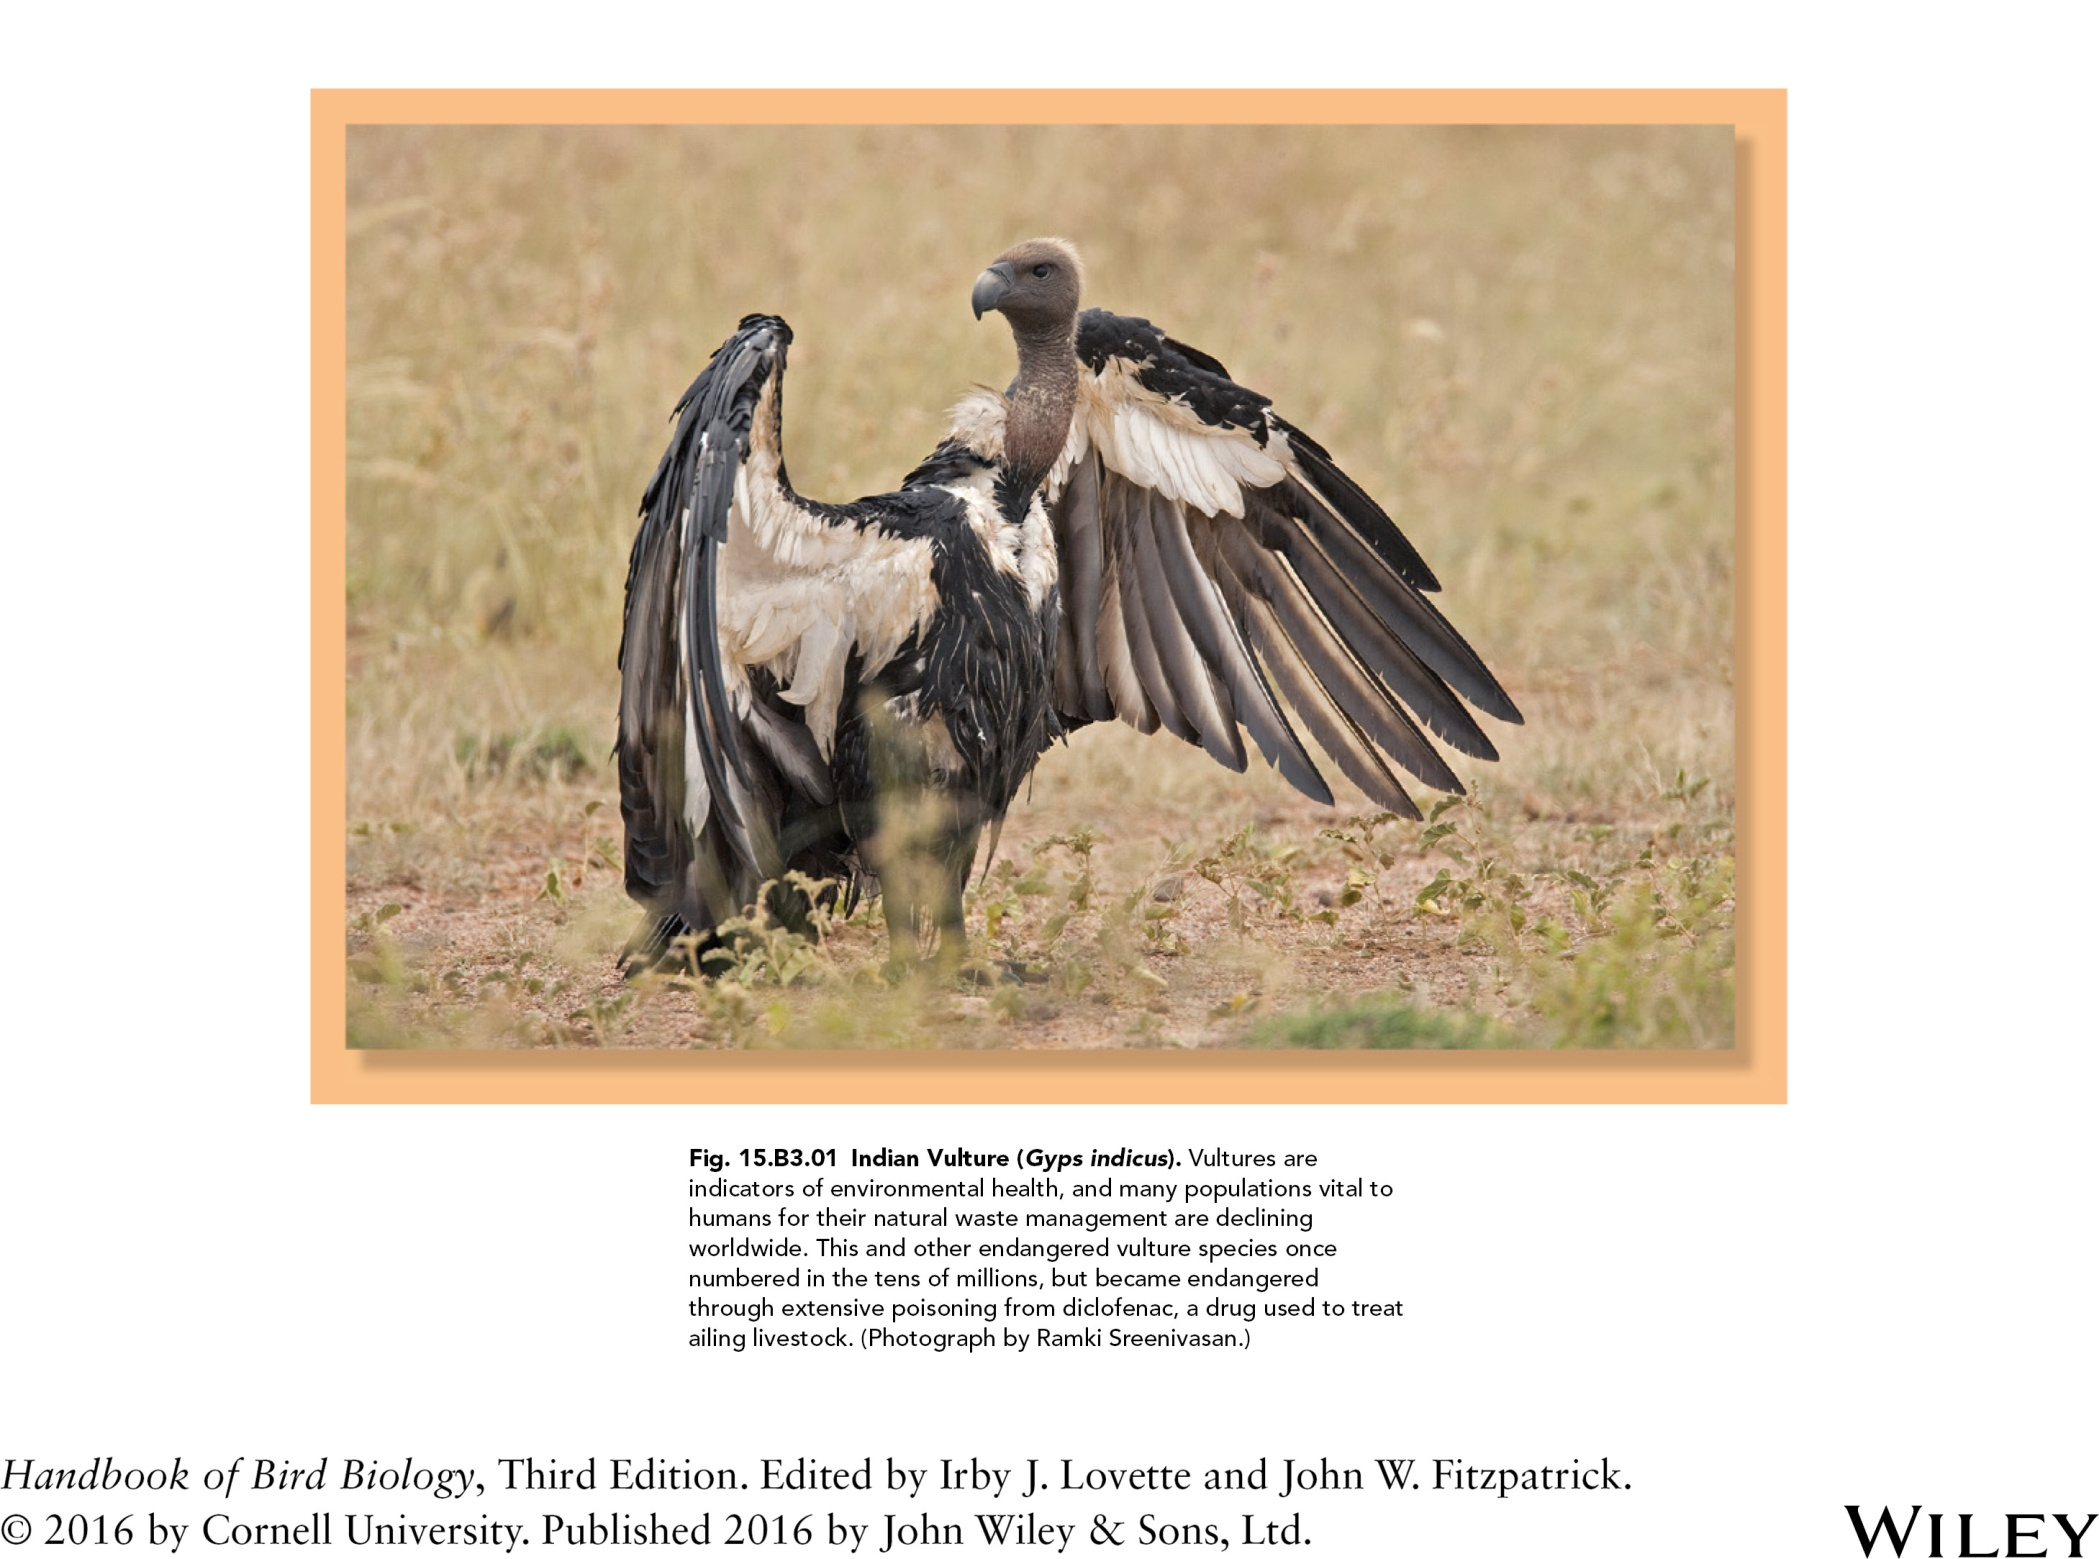 Fig. 15.B3.01 Indian Vulture (Gyps indicus). Vultures are
indicators of environmental health, and many populations vital to
humans for their natural waste management are declining
worldwide. This and other endangered vulture species once
numbered in the tens of millions, but became endangered
through extensive poisoning from diclofenac, a drug used to treat
ailing livestock. (Photograph by Ramki Sreenivasan.)
Handbook of Bird Biology, Third Edition. Edited by Irby J. Lovette and John W. Fitzpatrick.
© 2016 by Cornell University. Published 2016 by John Wiley & Sons, Ltd.
WILEY